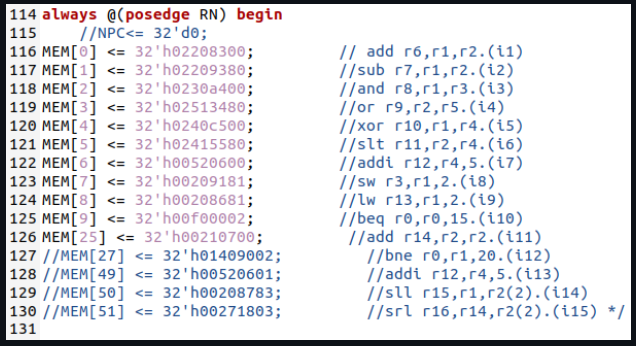 114 always @(posedge RN) begin
115     //NPC<= 32'd0;
116 MEM[0] <= 32'h02208300;         // add r6,r1,r2.(i1)
117 MEM[1] <= 32'h02209380;         //sub r7,r1,r2.(i2)
118 MEM[2] <= 32'h0230a400;         //and r8,r1,r3.(i3)
119 MEM[3] <= 32'h02513480;         //or r9,r2,r5.(i4)
120 MEM[4] <= 32'h0240c500;         //xor r10,r1,r4.(i5)
121 MEM[5] <= 32'h02415580;         //slt r11,r2,r4.(i6)
122 MEM[6] <= 32'h00520600;         //addi r12,r4,5.(i7)
123 MEM[7] <= 32'h00209181;         //sw r3,r1,2.(i8)
124 MEM[8] <= 32'h00208681;         //lw r13,r1,2.(i9)
125 MEM[9] <= 32'h00f00002;         //beq r0,r0,15.(i10)
126 MEM[25] <= 32'h00210700;         //add r14,r2,r2.(i11)
127 //MEM[27] <= 32'h01409002;         //bne r0,r1,20.(i12)
128 //MEM[49] <= 32'h00520601;         //addi r12,r4,5.(i13)
129 //MEM[50] <= 32'h00208783;         //sll r15,r1,r2(2).(i14)
130 //MEM[51] <= 32'h00271803;         //srl r16,r14,r2(2).(i15) */
131